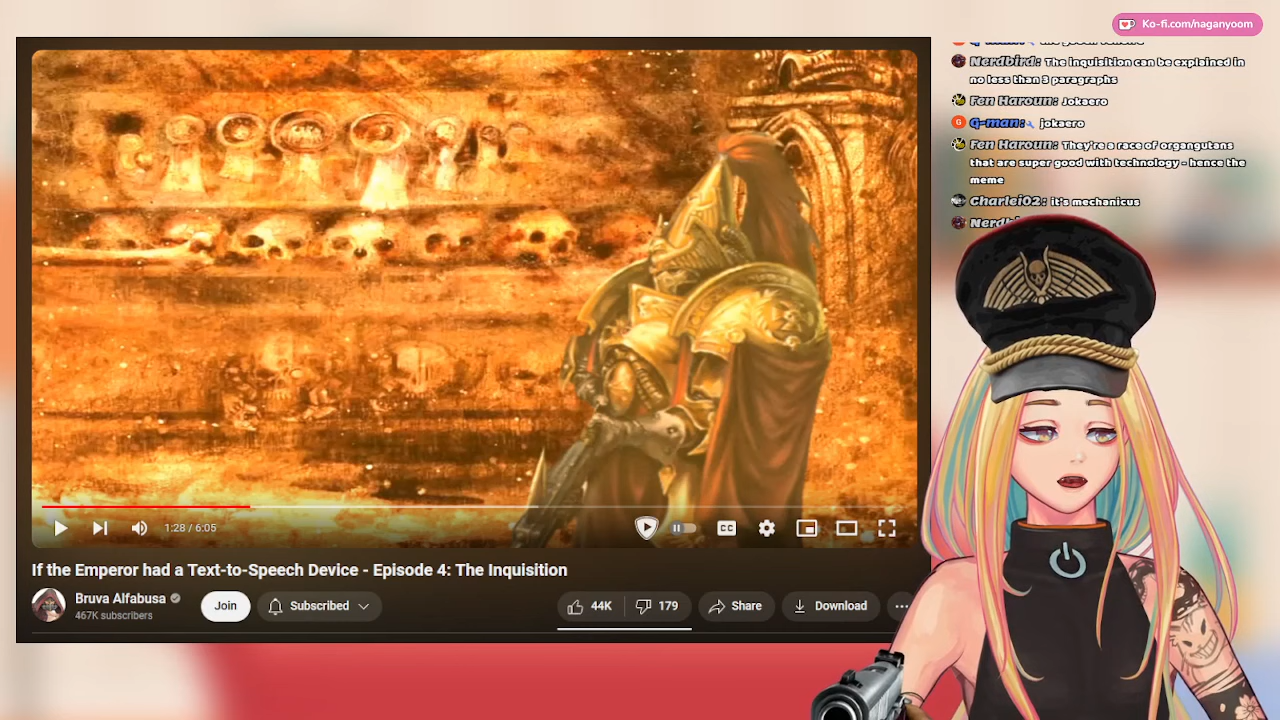 Ko-fi.com/naganyoom
Nerdbird: The Inquisition can be explained in
no less than 3 paragraphs
Fen Haroun: Jokaero
G-man: jokaero
Fen Haroun: They're a race of organgutans
that are super good with technology - hence the
meme
Charlei02: it's mechanicus
1:28 / 6:05
CC
If the Emperor had a Text-to-Speech Device - Episode 4: The Inquisition
Bruva Alfabusa
467K subscribers
Join
Subscribed
44K
179
Share
Download